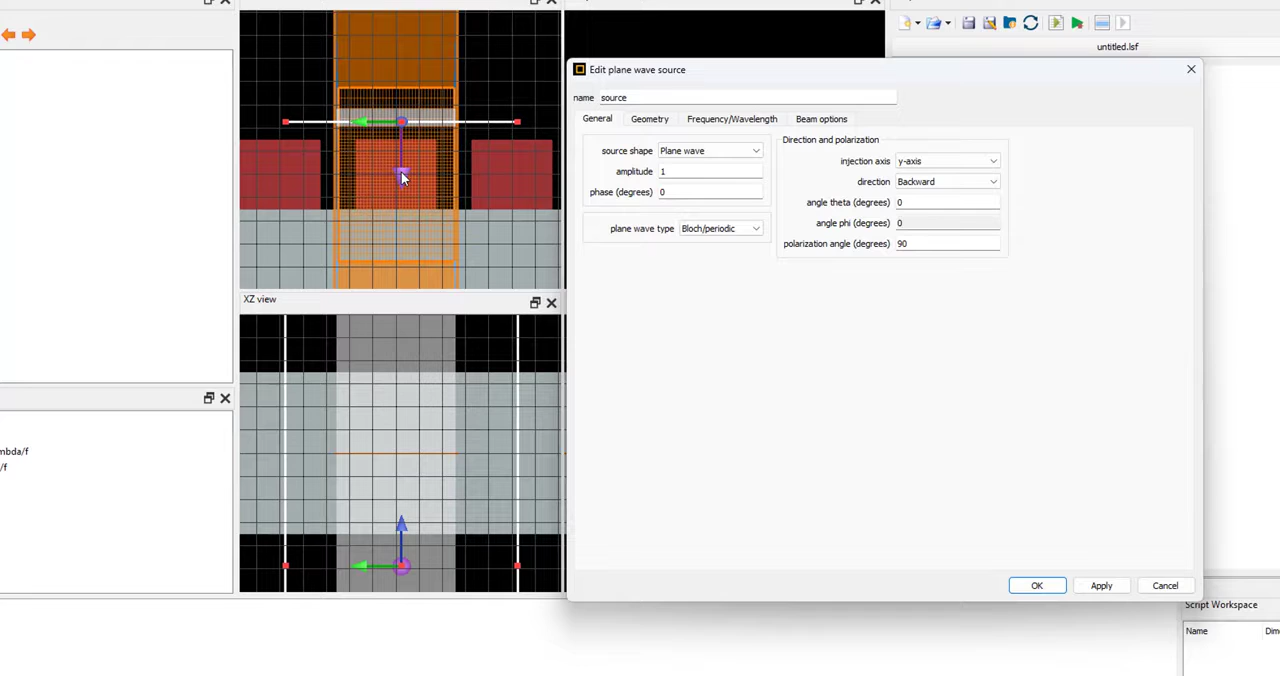 untitled.lsf
Edit plane wave source
name source
General Geometry Frequency/Wavelength Beam options
source shape Plane wave
amplitude 1
phase (degrees) 0
plane wave type Bloch/periodic
Direction and polarization
injection axis y-axis
direction Backward
angle theta (degrees) 0
angle phi (degrees) 0
polarization angle (degrees) 90
XZ view
mbda/f
/f
OK Apply Cancel
Script Workspace
Name Dime